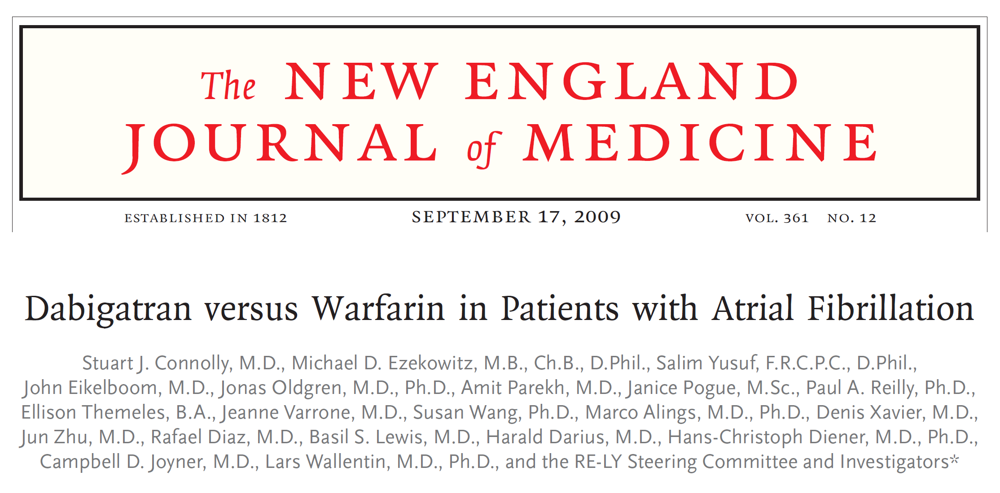 The NEW ENGLAND
JOURNAL of MEDICINE
ESTABLISHED IN 1812 SEPTEMBER 17, 2009 VOL. 361 NO. 12
Dabigatran versus Warfarin in Patients with Atrial Fibrillation
Stuart J. Connolly, M.D., Michael D. Ezekowitz, M.B., Ch.B., D.Phil., Salim Yusuf, F.R.C.P.C., D.Phil.,
John Eikelboom, M.D., Jonas Oldgren, M.D., Ph.D., Amit Parekh, M.D., Janice Pogue, M.Sc., Paul A. Reilly, Ph.D.,
Ellison Themeles, B.A., Jeanne Varrone, M.D., Susan Wang, Ph.D., Marco Alings, M.D., Ph.D., Denis Xavier, M.D.,
Jun Zhu, M.D., Rafael Diaz, M.D., Basil S. Lewis, M.D., Harald Darius, M.D., Hans-Christoph Diener, M.D., Ph.D.,
Campbell D. Joyner, M.D., Lars Wallentin, M.D., Ph.D., and the RE-LY Steering Committee and Investigators*